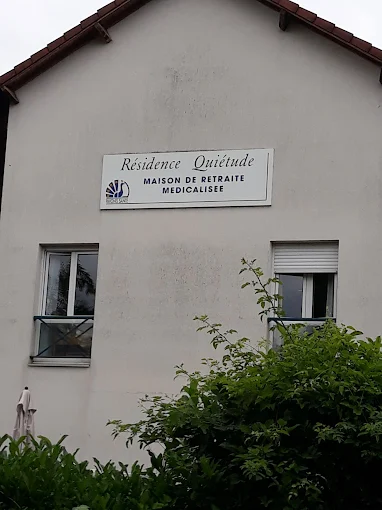 Résidence Quiétude
MAISON DE RETRAITE
MEDICALISEE